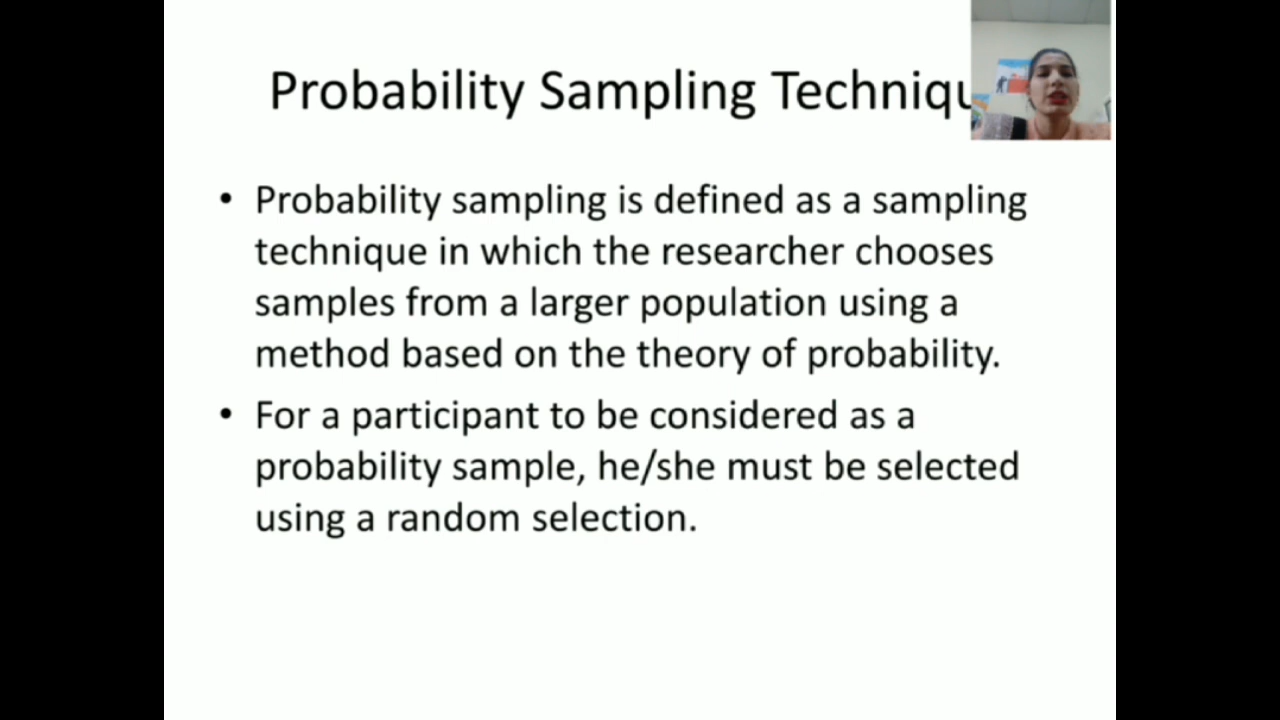 Probability Sampling Techniqu
• Probability sampling is defined as a sampling
technique in which the researcher chooses
samples from a larger population using a
method based on the theory of probability.
• For a participant to be considered as a
probability sample, he/she must be selected
using a random selection.